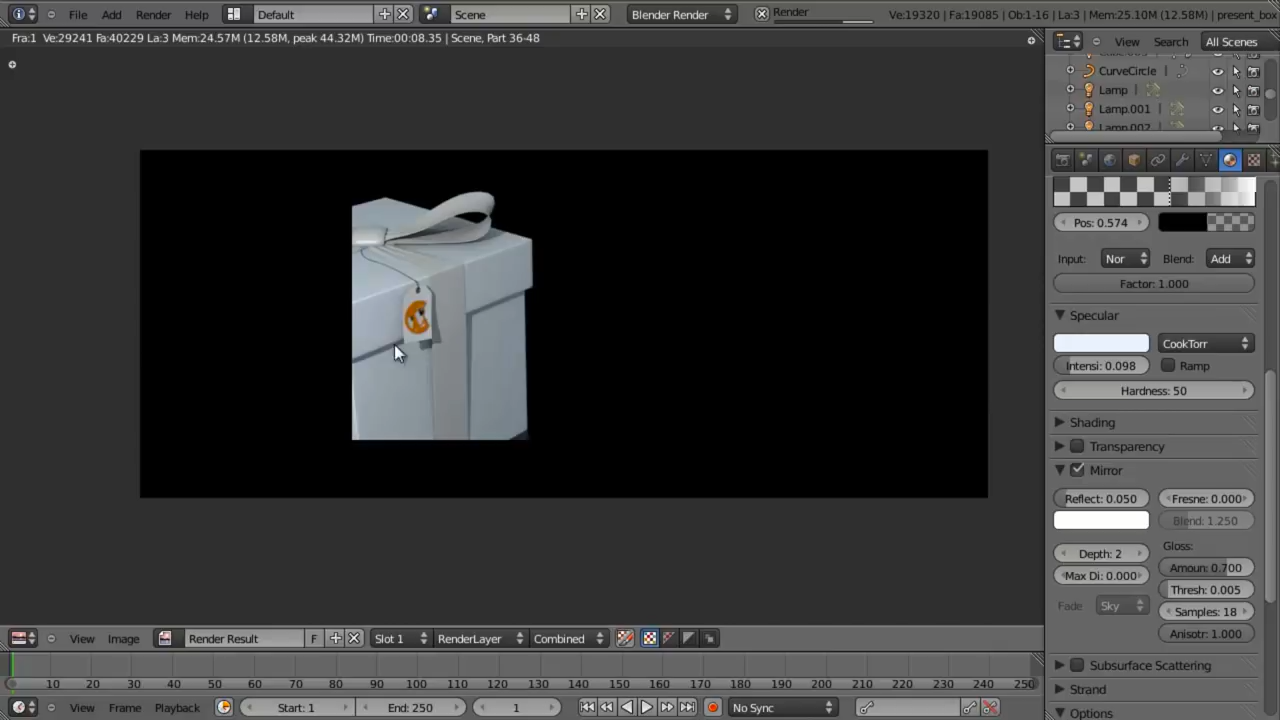 File Add Render Help Default Scene Blender Render Render Ve:19320 | Fa:19085 | Ob:1-16 | La:3 | Mem:25.10M (12.58M) | present_box
Fra:1 Ve:29241 Fa:40229 La:3 Mem:24.57M (12.58M, peak 44.32M) Time:00:08.35 | Scene, Part 36-48
View Search All Scenes
CurveCircle
Lamp
Lamp.001
Lamp.002
Pos: 0.574
Input: Nor Blend: Add
Factor: 1.000
Specular
CookTorr
Intensi: 0.098 Ramp
Hardness: 50
Shading
Transparency
Mirror
Reflect: 0.050 Fresne: 0.000
Blend: 1.250
Depth: 2 Gloss:
Amoun: 0.700
Max Di: 0.000
Thresh: 0.005
Fade: Sky
Samples: 18
Anisotr: 1.000
Subsurface Scattering
Strand
Options
View Image Render Result F Slot 1 RenderLayer Combined
10 20 30 40 50 60 70 80 90 100 110 120 130 140 150 160 170 180 190 200 210 220 230 240 250
View Frame Playback Start: 1 End: 250 1 No Sync